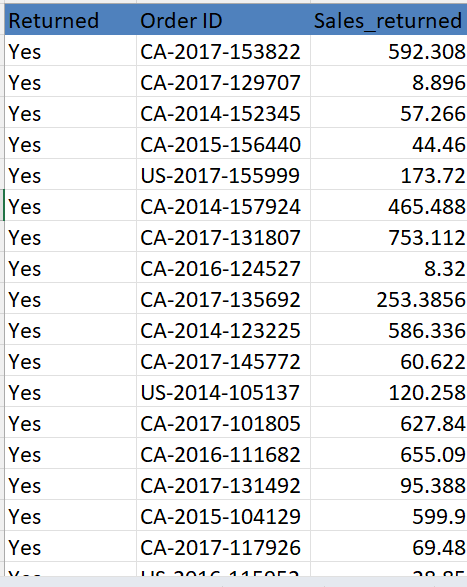 Returned Order ID Sales_returned
Yes CA-2017-153822 592.308
Yes CA-2017-129707 8.896
Yes CA-2014-152345 57.266
Yes CA-2015-156440 44.46
Yes US-2017-155999 173.72
Yes CA-2014-157924 465.488
Yes CA-2017-131807 753.112
Yes CA-2016-124527 8.32
Yes CA-2017-135692 253.3856
Yes CA-2014-123225 586.336
Yes CA-2017-145772 60.622
Yes US-2014-105137 120.258
Yes CA-2017-101805 627.84
Yes CA-2016-111682 655.09
Yes CA-2017-131492 95.388
Yes CA-2015-104129 599.9
Yes CA-2017-117926 69.48
Yes